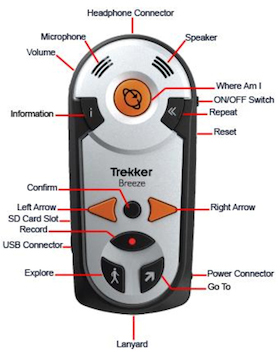 Headphone Connector
Microphone
Speaker
Volume
Where Am I
ON/OFF Switch
Information
Repeat
i
Reset
Trekker
Breeze
Confirm
Left Arrow
Right Arrow
SD Card Slot
Record
USB Connector
Explore
Power Connector
Go To
Lanyard